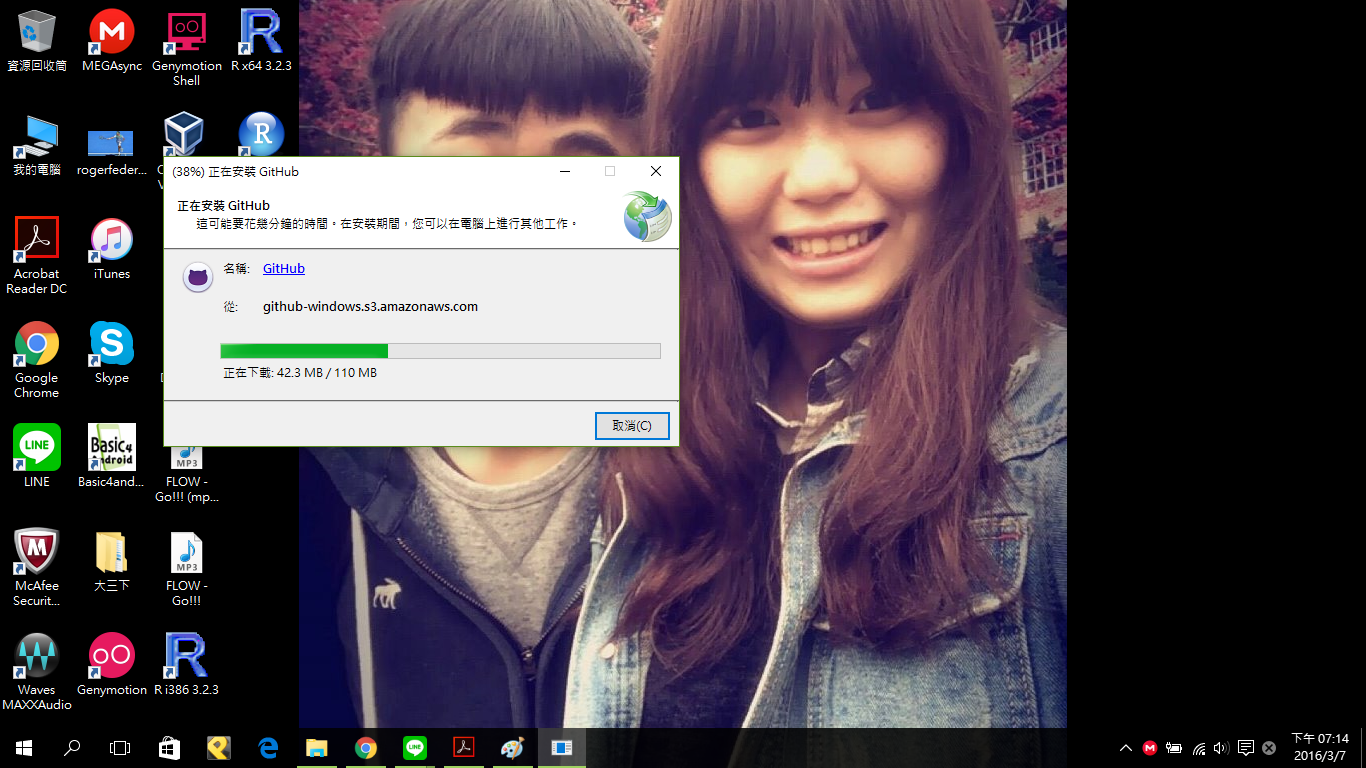 資源回收筒
MEGAsync
Genymotion
Shell
R x64 3.2.3
我的電腦
rogerfeder...
Acrobat
Reader DC
iTunes
Google
Chrome
Skype
LINE
LINE
Basic4
Android
Basic4and...
MP3
FLOW -
Go!!! (mp...
McAfee
Securit...
大三下
MP3
FLOW -
Go!!!
Waves
MAXXAudio
Genymotion
R i386 3.2.3
(38%) 正在安裝 GitHub
正在安裝 GitHub
這可能要花幾分鐘的時間。在安裝期間，您可以在電腦上進行其他工作。
名稱:
GitHub
從:
github-windows.s3.amazonaws.com
正在下載: 42.3 MB / 110 MB
取消(C)
下午 07:14
2016/3/7